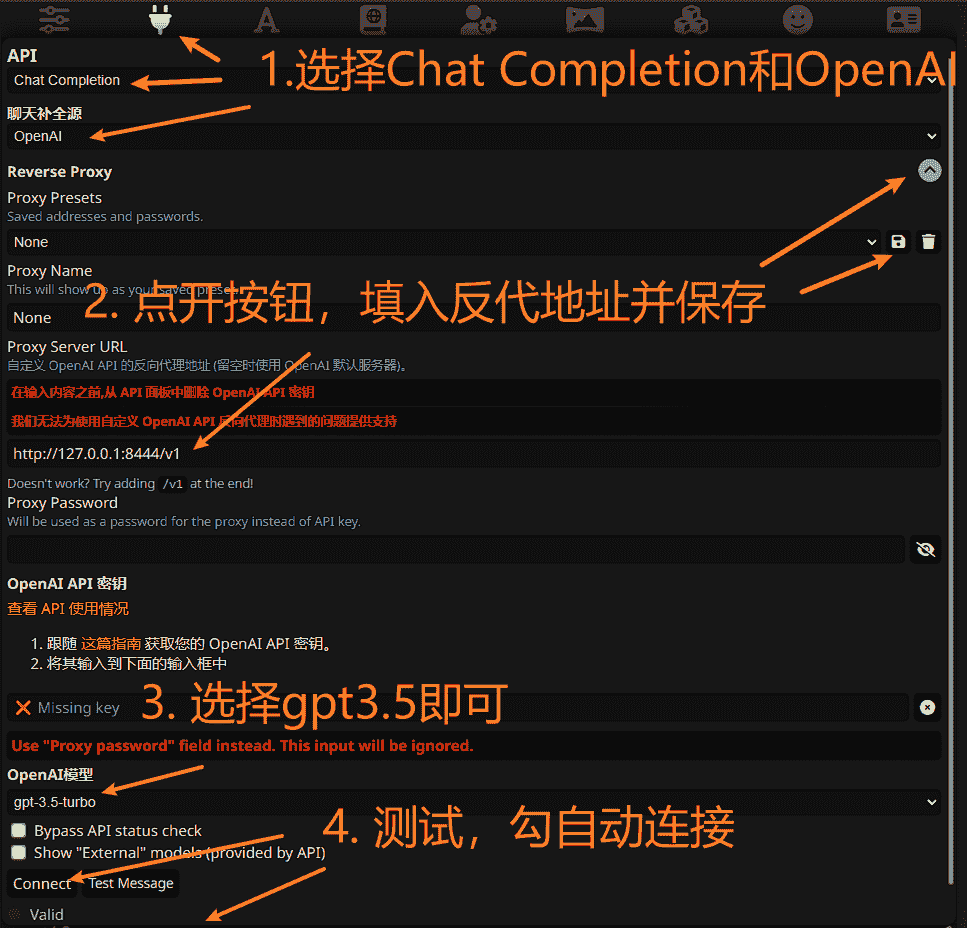 API
1.选择Chat Completion和OpenAI
Chat Completion
聊天补全源
OpenAI
Reverse Proxy
Proxy Presets
Saved addresses and passwords.
None
Proxy Name
This will show up as your saved preset.
2. 点开按钮，填入反代地址并保存
None
Proxy Server URL
自定义 OpenAI API 的反向代理地址 (留空时使用 OpenAI 默认服务器)。
在输入内容之前,从 API 面板中删除 OpenAI API 密钥
我们无法为使用自定义 OpenAI API 反向代理时遇到的问题提供支持
http://127.0.0.1:8444/v1
Doesn't work? Try adding /v1 at the end!
Proxy Password
Will be used as a password for the proxy instead of API key.
OpenAI API 密钥
查看 API 使用情况
1. 跟随 这篇指南 获取您的 OpenAI API 密钥。
2. 将其输入到下面的输入框中
3. 选择gpt3.5即可
Missing key
Use "Proxy password" field instead. This input will be ignored.
OpenAI模型
gpt-3.5-turbo
4. 测试，勾自动连接
Bypass API status check
Show "External" models (provided by API)
Connect
Test Message
Valid